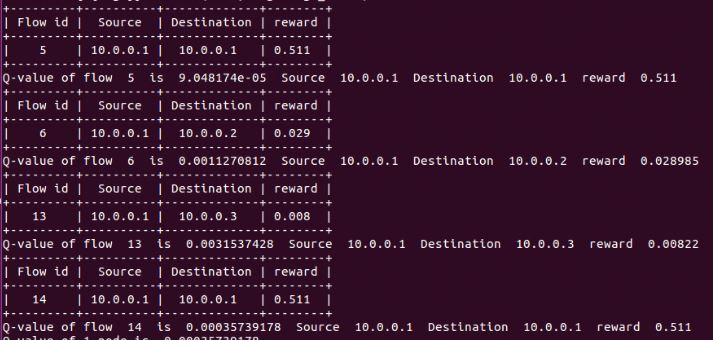 +---------+----------+-------------+--------+
| Flow id |  Source  | Destination | reward |
+---------+----------+-------------+--------+
|    5    | 10.0.0.1 |  10.0.0.1   | 0.511  |
+---------+----------+-------------+--------+
Q-value of flow  5  is  9.048174e-05  Source  10.0.0.1  Destination  10.0.0.1  reward  0.511
+---------+----------+-------------+--------+
| Flow id |  Source  | Destination | reward |
+---------+----------+-------------+--------+
|    6    | 10.0.0.1 |  10.0.0.2   | 0.029  |
+---------+----------+-------------+--------+
Q-value of flow  6  is  0.0011270812  Source  10.0.0.1  Destination  10.0.0.2  reward  0.028985
+---------+----------+-------------+--------+
| Flow id |  Source  | Destination | reward |
+---------+----------+-------------+--------+
|   13    | 10.0.0.1 |  10.0.0.3   | 0.008  |
+---------+----------+-------------+--------+
Q-value of flow  13  is  0.0031537428  Source  10.0.0.1  Destination  10.0.0.3  reward  0.00822
+---------+----------+-------------+--------+
| Flow id |  Source  | Destination | reward |
+---------+----------+-------------+--------+
|   14    | 10.0.0.1 |  10.0.0.1   | 0.511  |
+---------+----------+-------------+--------+
Q-value of flow  14  is  0.00035739178  Source  10.0.0.1  Destination  10.0.0.1  reward  0.511
Q-value of 1 node is  0.00035739178